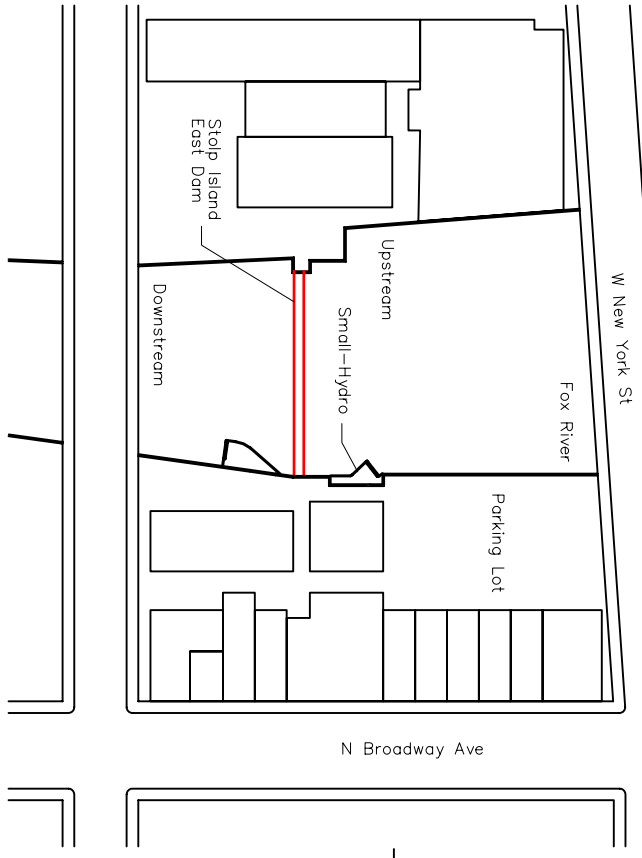 Stolp Island
East Dam
Upstream
W New York St
Downstream
Small-Hydro
Fox River
Parking Lot
N Broadway Ave